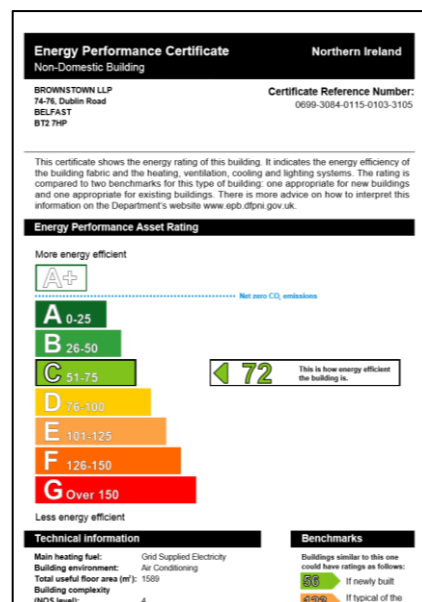 Energy Performance Certificate
Northern Ireland
Non-Domestic Building
BROWNSTOWN LLP
74-76, Dublin Road
BELFAST
BT2 7HP
Certificate Reference Number:
0699-3084-0115-0103-3105
This certificate shows the energy rating of this building. It indicates the energy efficiency of
the building fabric and the heating, ventilation, cooling and lighting systems. The rating is
compared to two benchmarks for this type of building: one appropriate for new buildings
and one appropriate for existing buildings. There is more advice on how to interpret this
information on the Department's website www.epb.dfpni.gov.uk.
Energy Performance Asset Rating
More energy efficient
A+
Net zero CO₂ emissions
A 0-25
B 26-50
C 51-75
72
This is how energy efficient
the building is.
D 76-100
E 101-125
F 126-150
G Over 150
Less energy efficient
Technical information
Main heating fuel: Grid Supplied Electricity
Building environment: Air Conditioning
Total useful floor area (m²): 1589
Building complexity
(NOS level): 4
Benchmarks
Buildings similar to this one
could have ratings as follows:
56 If newly built
If typical of the